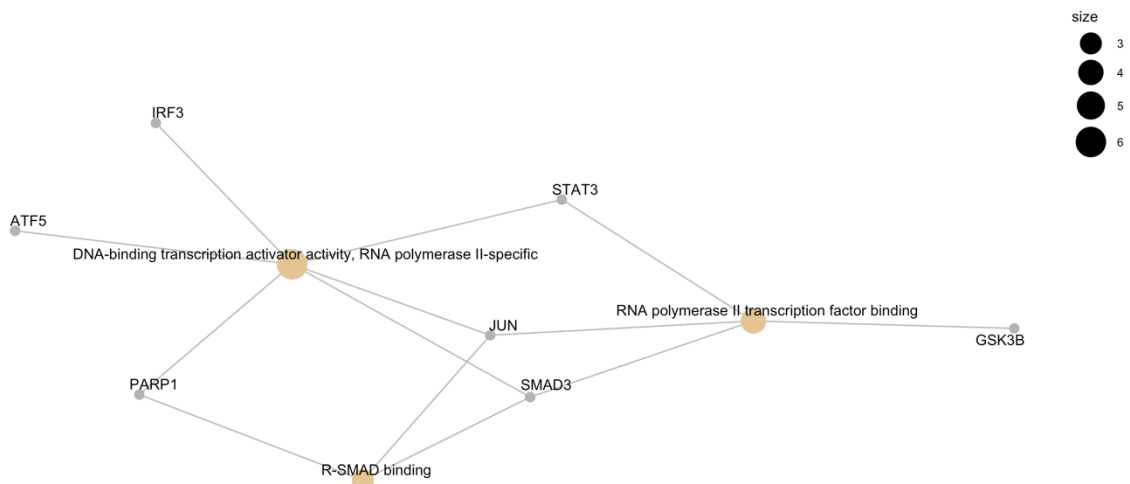 size
3
4
5
6
IRF3
STAT3
ATF5
DNA-binding transcription activator activity, RNA polymerase II-specific
RNA polymerase II transcription factor binding
JUN
GSK3B
PARP1
SMAD3
R-SMAD binding